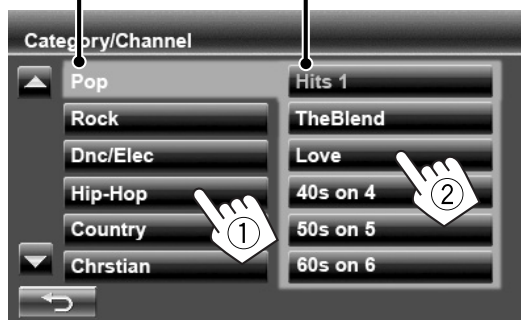 Category/Channel
Pop
Hits 1
Rock
TheBlend
Dnc/Elec
Love
Hip-Hop
40s on 4
Country
50s on 5
Chrstian
60s on 6
1
2